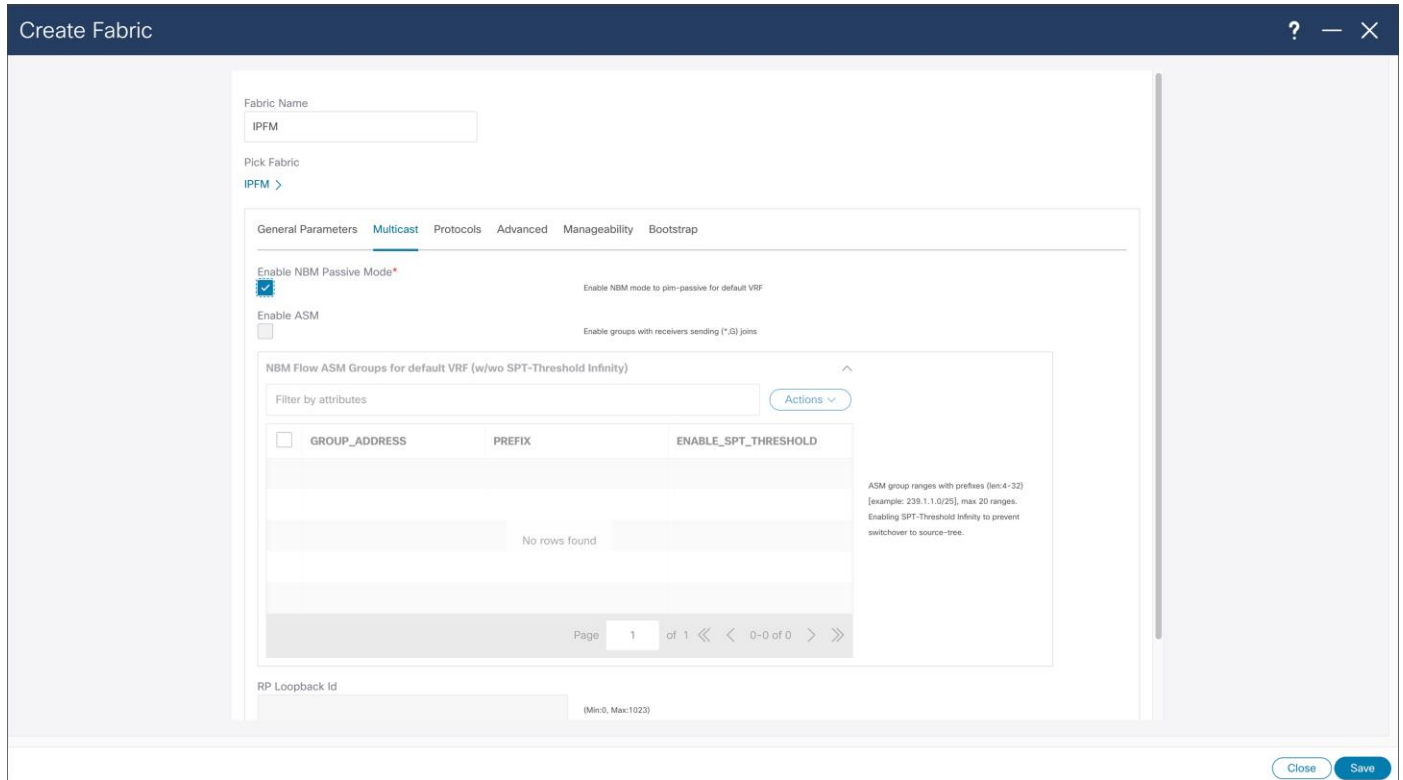 Create Fabric
?
Fabric Name
IPFM
Pick Fabric
IPFM >
General Parameters Multicast Protocols Advanced Manageability Bootstrap
Enable NBM Passive Mode*
Enable NBM mode to pim-passive for default VRF
Enable ASM
Enable groups with receivers sending (*,G) joins
NBM Flow ASM Groups for default VRF (w/wo SPT-Threshold Infinity)
Filter by attributes
Actions
GROUP_ADDRESS PREFIX ENABLE_SPT_THRESHOLD
ASM group ranges with prefixes (len:4-32)
[example: 239.1.1.0/25], max 20 ranges.
Enabling SPT-Threshold Infinity to prevent
switchover to source-tree.
No rows found
Page 1 of 1 0-0 of 0
RP Loopback Id
(Min:0, Max:1023)
Close Save